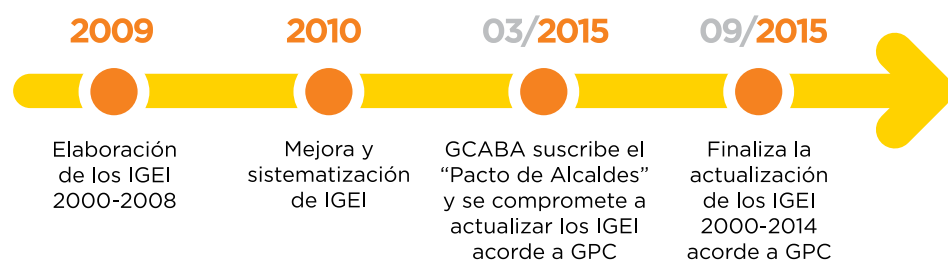 2009
Elaboración
de los IGEI
2000-2008
2010
Mejora y
sistematización
de IGEI
03/2015
GCABA suscribe el
“Pacto de Alcaldes”
y se compromete a
actualizar los IGEI
acorde a GPC
09/2015
Finaliza la
actualización
de los IGEI
2000-2014
acorde a GPC